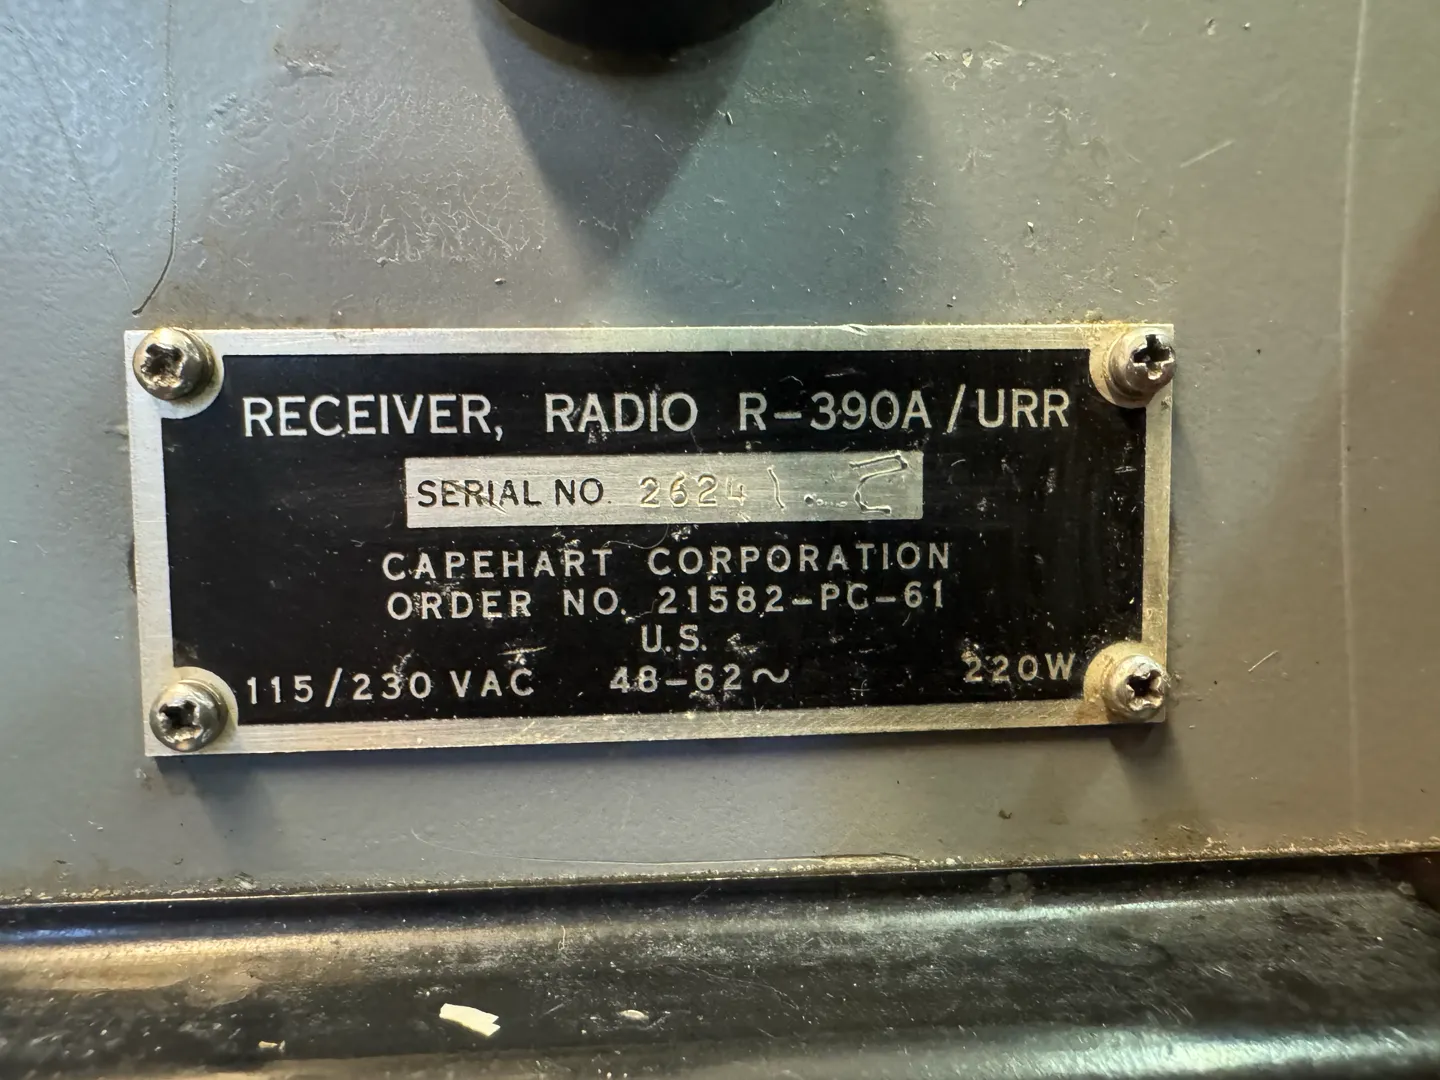 RECEIVER, RADIO R-390A/URR
SERIAL NO. 2624
CAPEHART CORPORATION
ORDER NO. 21582-PC-61
U.S.
115/230 VAC 48-62~ 220W